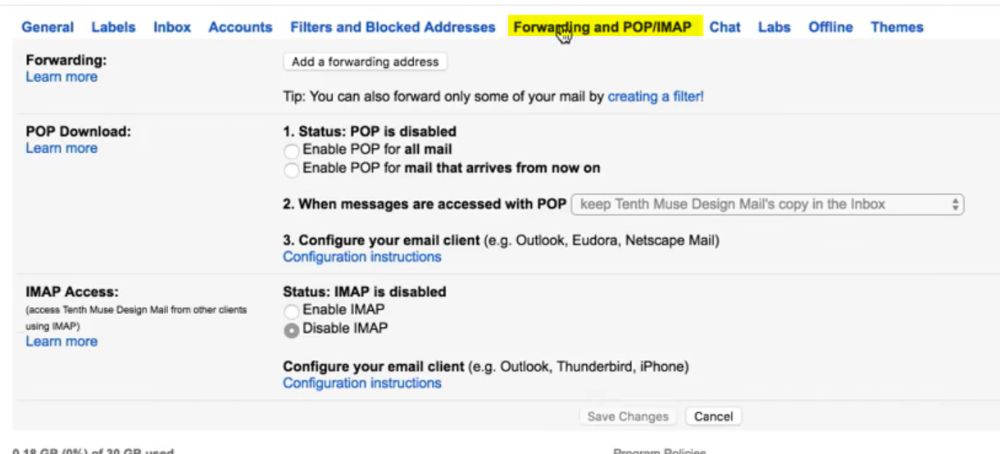 General Labels Inbox Accounts Filters and Blocked Addresses Forwarding and POP/IMAP Chat Labs Offline Themes
Forwarding:
Learn more
Add a forwarding address
Tip: You can also forward only some of your mail by creating a filter!
POP Download:
Learn more
1. Status: POP is disabled
Enable POP for all mail
Enable POP for mail that arrives from now on
2. When messages are accessed with POP keep Tenth Muse Design Mail's copy in the Inbox
3. Configure your email client (e.g. Outlook, Eudora, Netscape Mail)
Configuration instructions
IMAP Access:
(access Tenth Muse Design Mail from other clients
using IMAP)
Learn more
Status: IMAP is disabled
Enable IMAP
Disable IMAP
Configure your email client (e.g. Outlook, Thunderbird, iPhone)
Configuration instructions
Save Changes Cancel
0.18 GB (0%) of 30 GB used
Program Policies